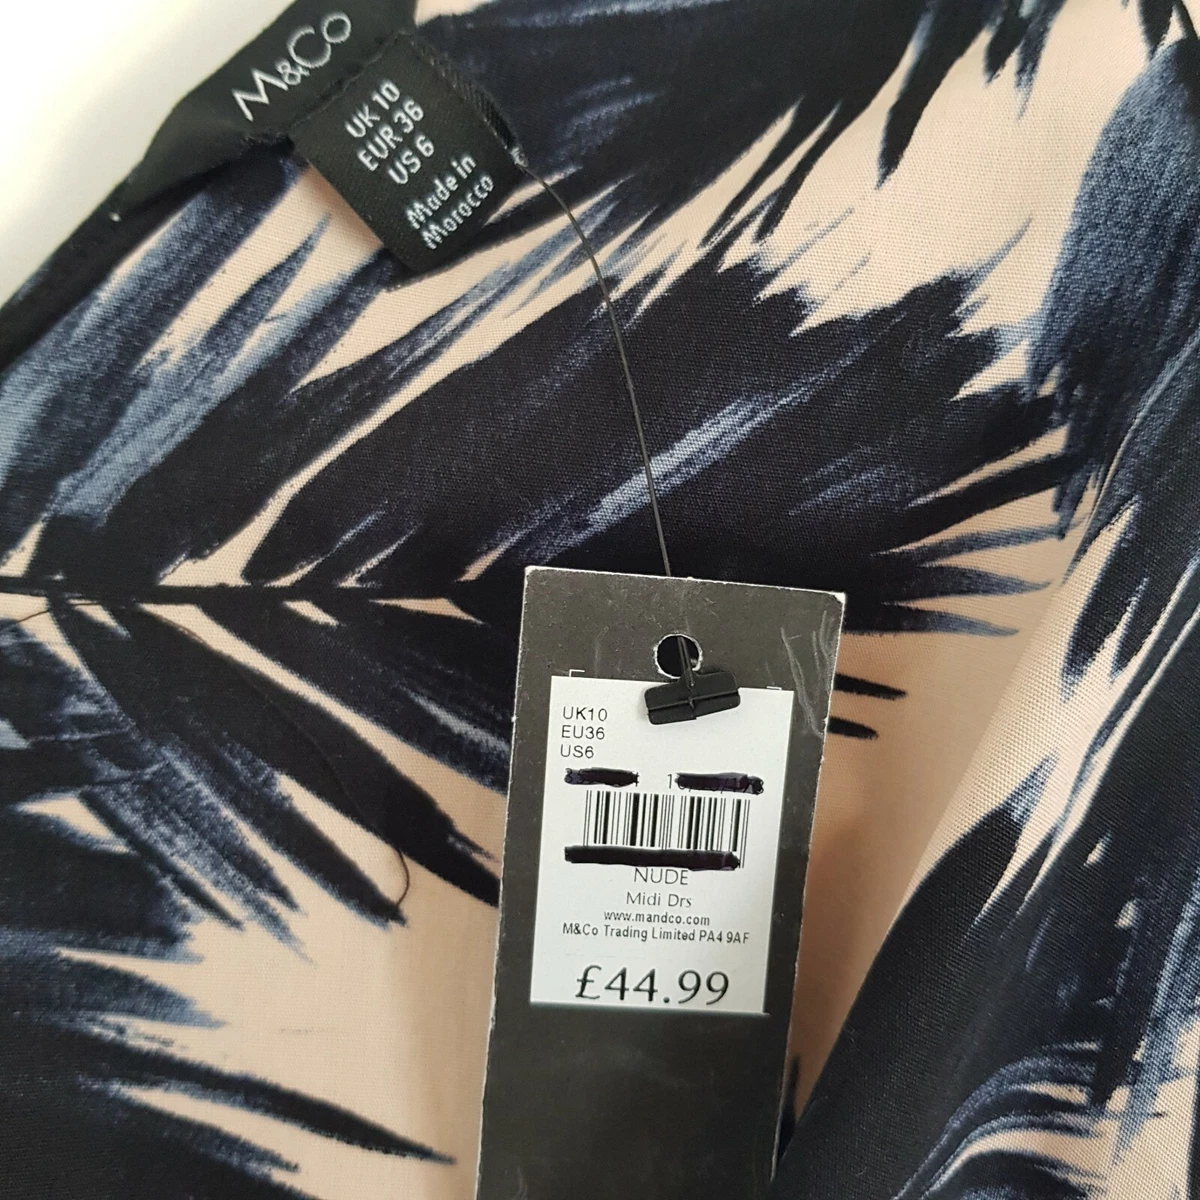 M&Co
UK 10
EUR 36
US 6
Made in
Morocco
UK10
EU36
US6
NUDE
Midi Drs
www.mandco.com
M&Co Trading Limited PA4 9AF
£44.99